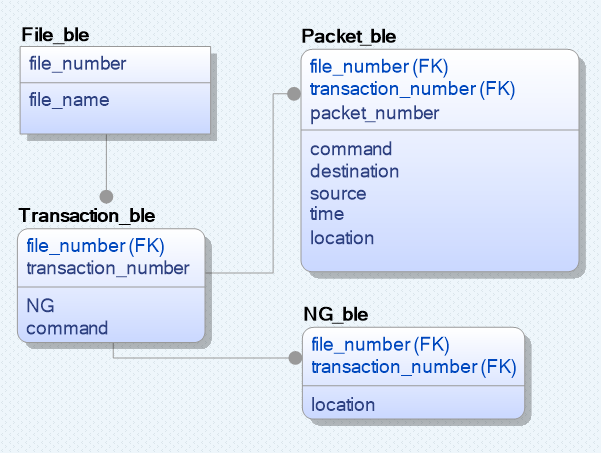 File_ble
file_number
file_name
Transaction_ble
file_number (FK)
transaction_number
NG
command
Packet_ble
file_number (FK)
transaction_number (FK)
packet_number
command
destination
source
time
location
NG_ble
file_number (FK)
transaction_number (FK)
location